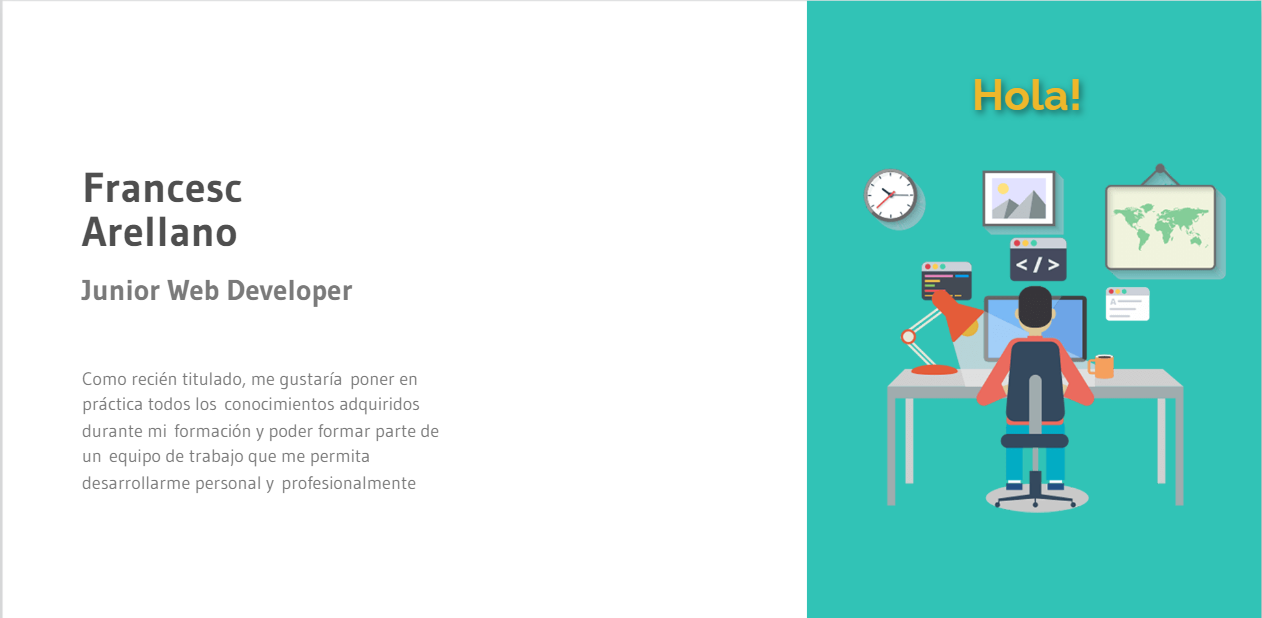 Hola!
Francesc
Arellano
Junior Web Developer
Como recién titulado, me gustaría poner en
práctica todos los conocimientos adquiridos
durante mi formación y poder formar parte de
un equipo de trabajo que me permita
desarrollarme personal y profesionalmente
</>
A